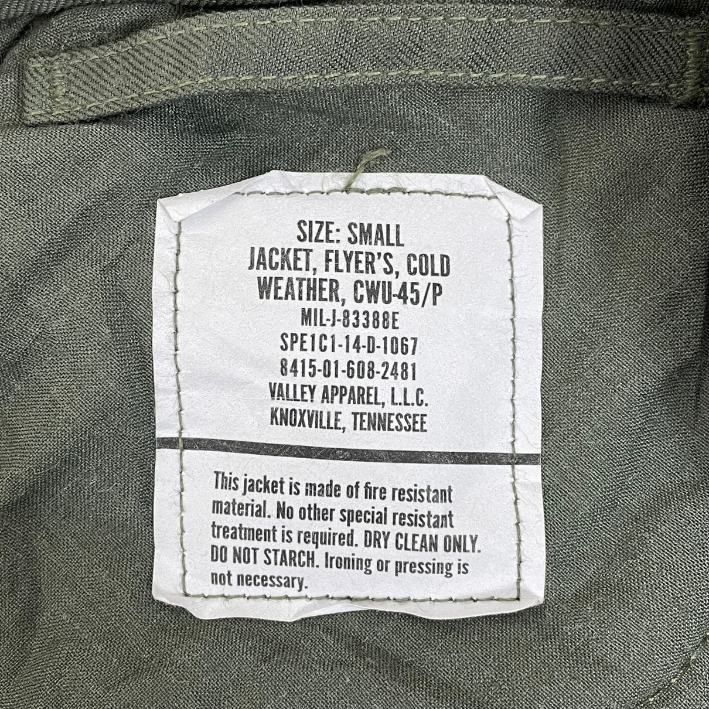 SIZE: SMALL
JACKET, FLYER'S, COLD
WEATHER, CWU-45/P
MIL-J-83388E
SPE1C1-14-D-1067
8415-01-608-2481
VALLEY APPAREL, L.L.C.
KNOXVILLE, TENNESSEE
This jacket is made of fire resistant
material. No other special resistant
treatment is required. DRY CLEAN ONLY.
DO NOT STARCH. Ironing or pressing is
not necessary.